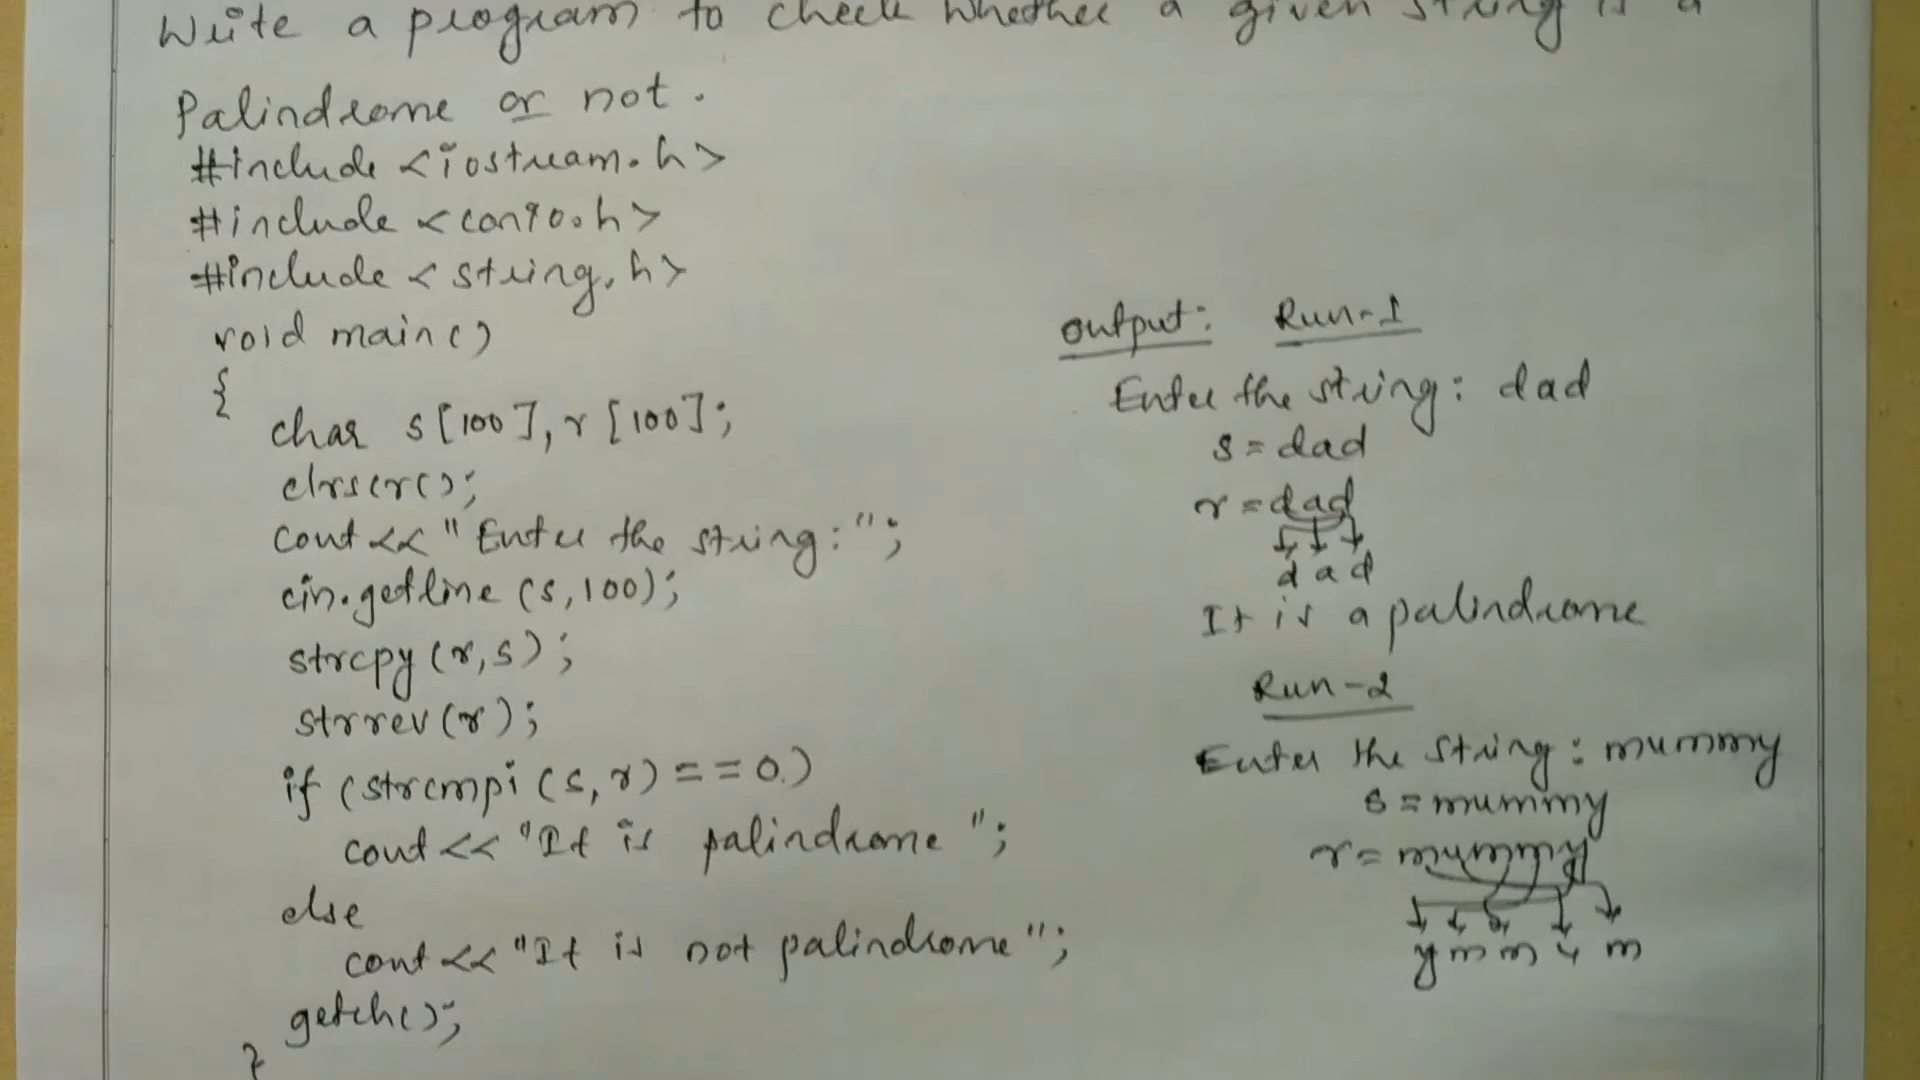 Write a program to check whether a given string is a
Palindrome or not.
#include <iostream.h>
#include <conio.h>
#include <string.h>
void main()
{
char s[100], r[100];
clrscr();
cout<<"Enter the string:";
cin.getline(s,100);
strcpy(r,s);
strrev(r);
if (strcmpi(s,r)==0)
cout<<"It is palindrome";
else
cout<<"It is not palindrome";
getch();
}
output: Run-1
Enter the string: dad
s=dad
r=dad
d a d
It is a palindrome
Run-2
Enter the string: mummy
s=mummy
r=